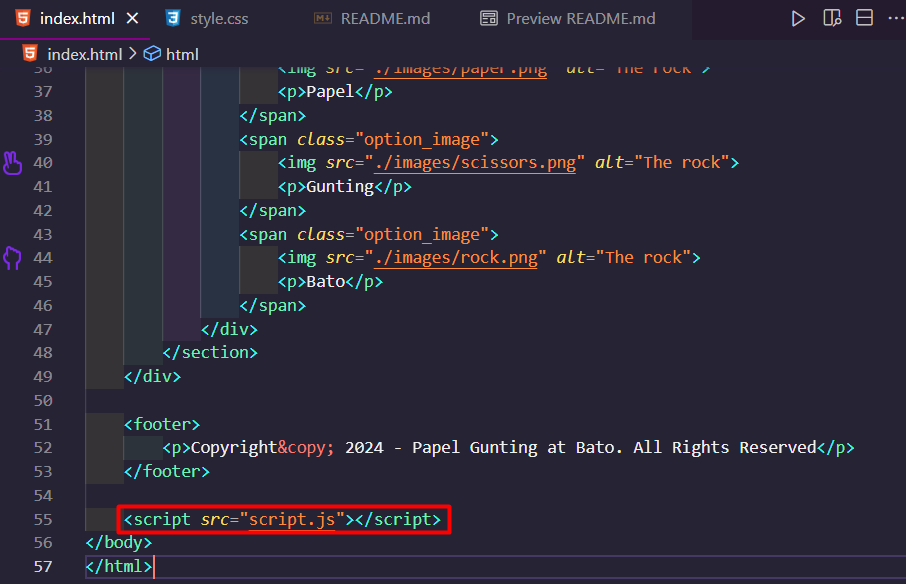 index.html
style.css
README.md
Preview README.md
index.html > html
36 <img src="./images/paper.png" alt="The rock">
37 <p>Papel</p>
38 </span>
39 <span class="option_image">
40 <img src="./images/scissors.png" alt="The rock">
41 <p>Gunting</p>
42 </span>
43 <span class="option_image">
44 <img src="./images/rock.png" alt="The rock">
45 <p>Bato</p>
46 </span>
47 </div>
48 </section>
49 </div>
50
51 <footer>
52 <p>Copyright&copy; 2024 - Papel Gunting at Bato. All Rights Reserved</p>
53 </footer>
54
55 <script src="script.js"></script>
56 </body>
57 </html>